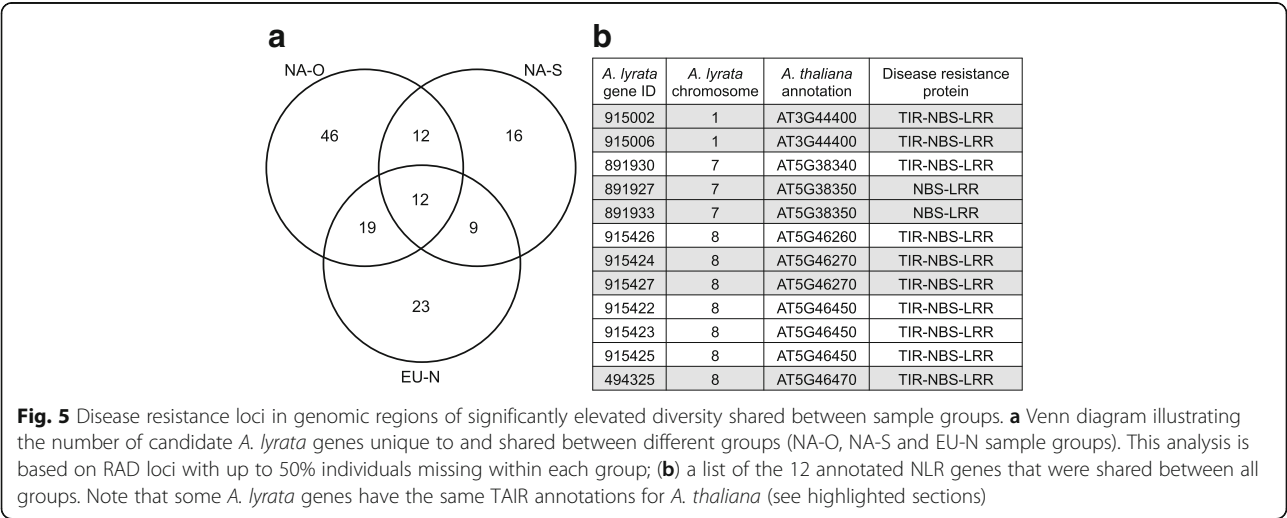 a
NA-O
NA-S
46
12
16
12
19
9
23
EU-N
b
A. lyrata gene ID | A. lyrata chromosome | A. thaliana annotation | Disease resistance protein
915002 | 1 | AT3G44400 | TIR-NBS-LRR
915006 | 1 | AT3G44400 | TIR-NBS-LRR
891930 | 7 | AT5G38340 | TIR-NBS-LRR
891927 | 7 | AT5G38350 | NBS-LRR
891933 | 7 | AT5G38350 | NBS-LRR
915426 | 8 | AT5G46260 | TIR-NBS-LRR
915424 | 8 | AT5G46270 | TIR-NBS-LRR
915427 | 8 | AT5G46270 | TIR-NBS-LRR
915422 | 8 | AT5G46450 | TIR-NBS-LRR
915423 | 8 | AT5G46450 | TIR-NBS-LRR
915425 | 8 | AT5G46450 | TIR-NBS-LRR
494325 | 8 | AT5G46470 | TIR-NBS-LRR
Fig. 5 Disease resistance loci in genomic regions of significantly elevated diversity shared between sample groups. a Venn diagram illustrating
the number of candidate A. lyrata genes unique to and shared between different groups (NA-O, NA-S and EU-N sample groups). This analysis is
based on RAD loci with up to 50% individuals missing within each group; (b) a list of the 12 annotated NLR genes that were shared between all
groups. Note that some A. lyrata genes have the same TAIR annotations for A. thaliana (see highlighted sections)